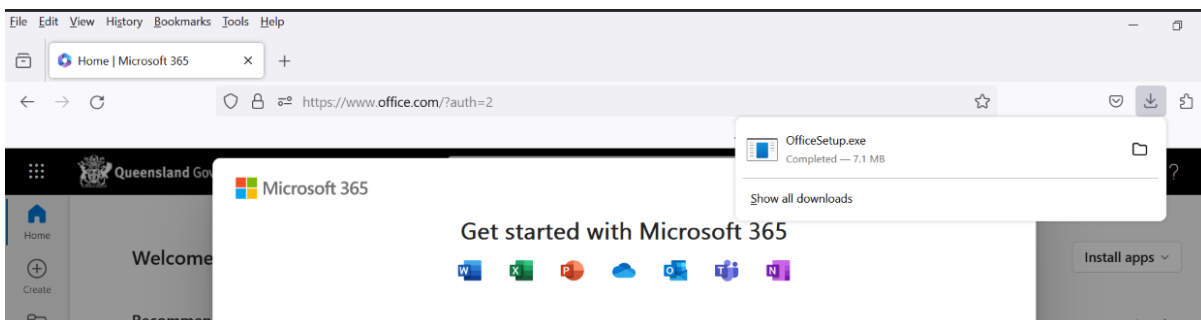 File Edit View History Bookmarks Tools Help
Home | Microsoft 365
https://www.office.com/?auth=2
OfficeSetup.exe
Completed — 7.1 MB
Show all downloads
Queensland Gov
?
Microsoft 365
Get started with Microsoft 365
Home
Welcome
Install apps
Create